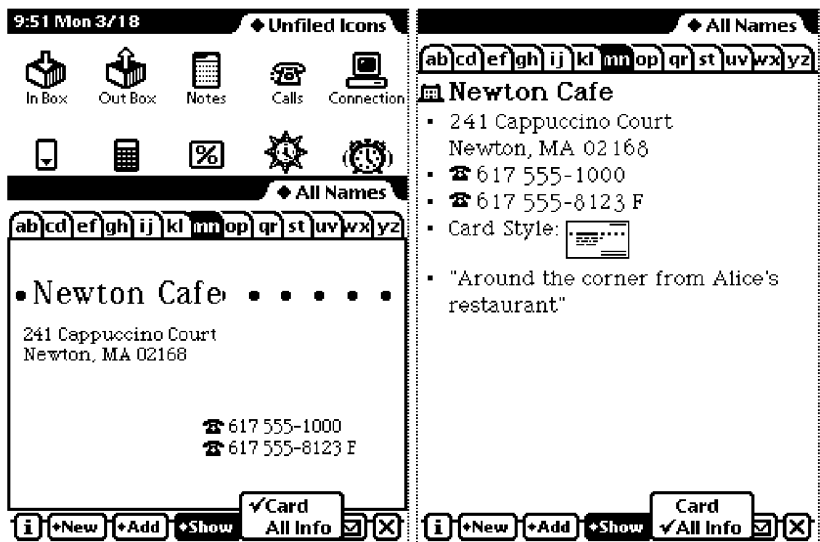 9:51 Mon 3/18
Unfiled Icons
In Box
Out Box
Notes
Calls
Connection
All Names
ab cd ef gh ij kl mn op qr st uv wx yz
Newton Cafe
241 Cappuccino Court
Newton, MA 02168
617 555-1000
617 555-8123 F
Card
All Info
i New Add Show X
All Names
ab cd ef gh ij kl mn op qr st uv wx yz
Newton Cafe
241 Cappuccino Court
Newton, MA 02168
617 555-1000
617 555-8123 F
Card Style:
"Around the corner from Alice's
restaurant"
Card
All Info
i New Add Show X